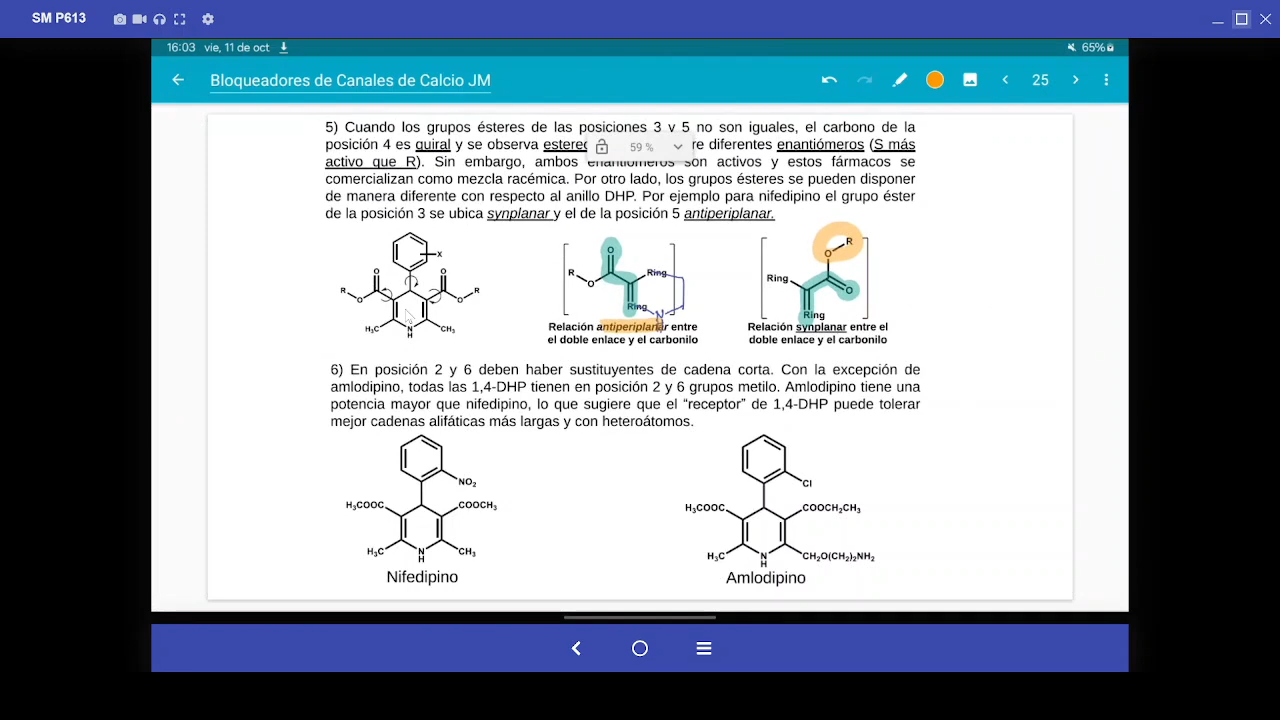 SM P613
16:03 vie, 11 de oct
65%
Bloqueadores de Canales de Calcio JM
25
5) Cuando los grupos ésteres de las posiciones 3 y 5 no son iguales, el carbono de la
posición 4 es quiral y se observa
59 %
diferentes enantiómeros (S más
activo que R). Sin embargo, ambos enantiómeros son activos y estos fármacos se
comercializan como mezcla racémica. Por otro lado, los grupos ésteres se pueden disponer
de manera diferente con respecto al anillo DHP. Por ejemplo para nifedipino el grupo éster
de la posición 3 se ubica synplanar y el de la posición 5 antiperiplanar.
X
O O
R O O R
H₃C N H CH₃
O
R O Ring
Ring
N
Relación antiperiplanar entre
el doble enlace y el carbonilo
O R
Ring O
Ring
Relación synplanar entre el
doble enlace y el carbonilo
6) En posición 2 y 6 deben haber sustituyentes de cadena corta. Con la excepción de
amlodipino, todas las 1,4-DHP tienen en posición 2 y 6 grupos metilo. Amlodipino tiene una
potencia mayor que nifedipino, lo que sugiere que el “receptor” de 1,4-DHP puede tolerar
mejor cadenas alifáticas más largas y con heteroátomos.
NO₂
H₃COOC COOCH₃
H₃C N H CH₃
Nifedipino
Cl
H₃COOC COOCH₂CH₃
H₃C N H CH₂O(CH₂)₂NH₂
Amlodipino